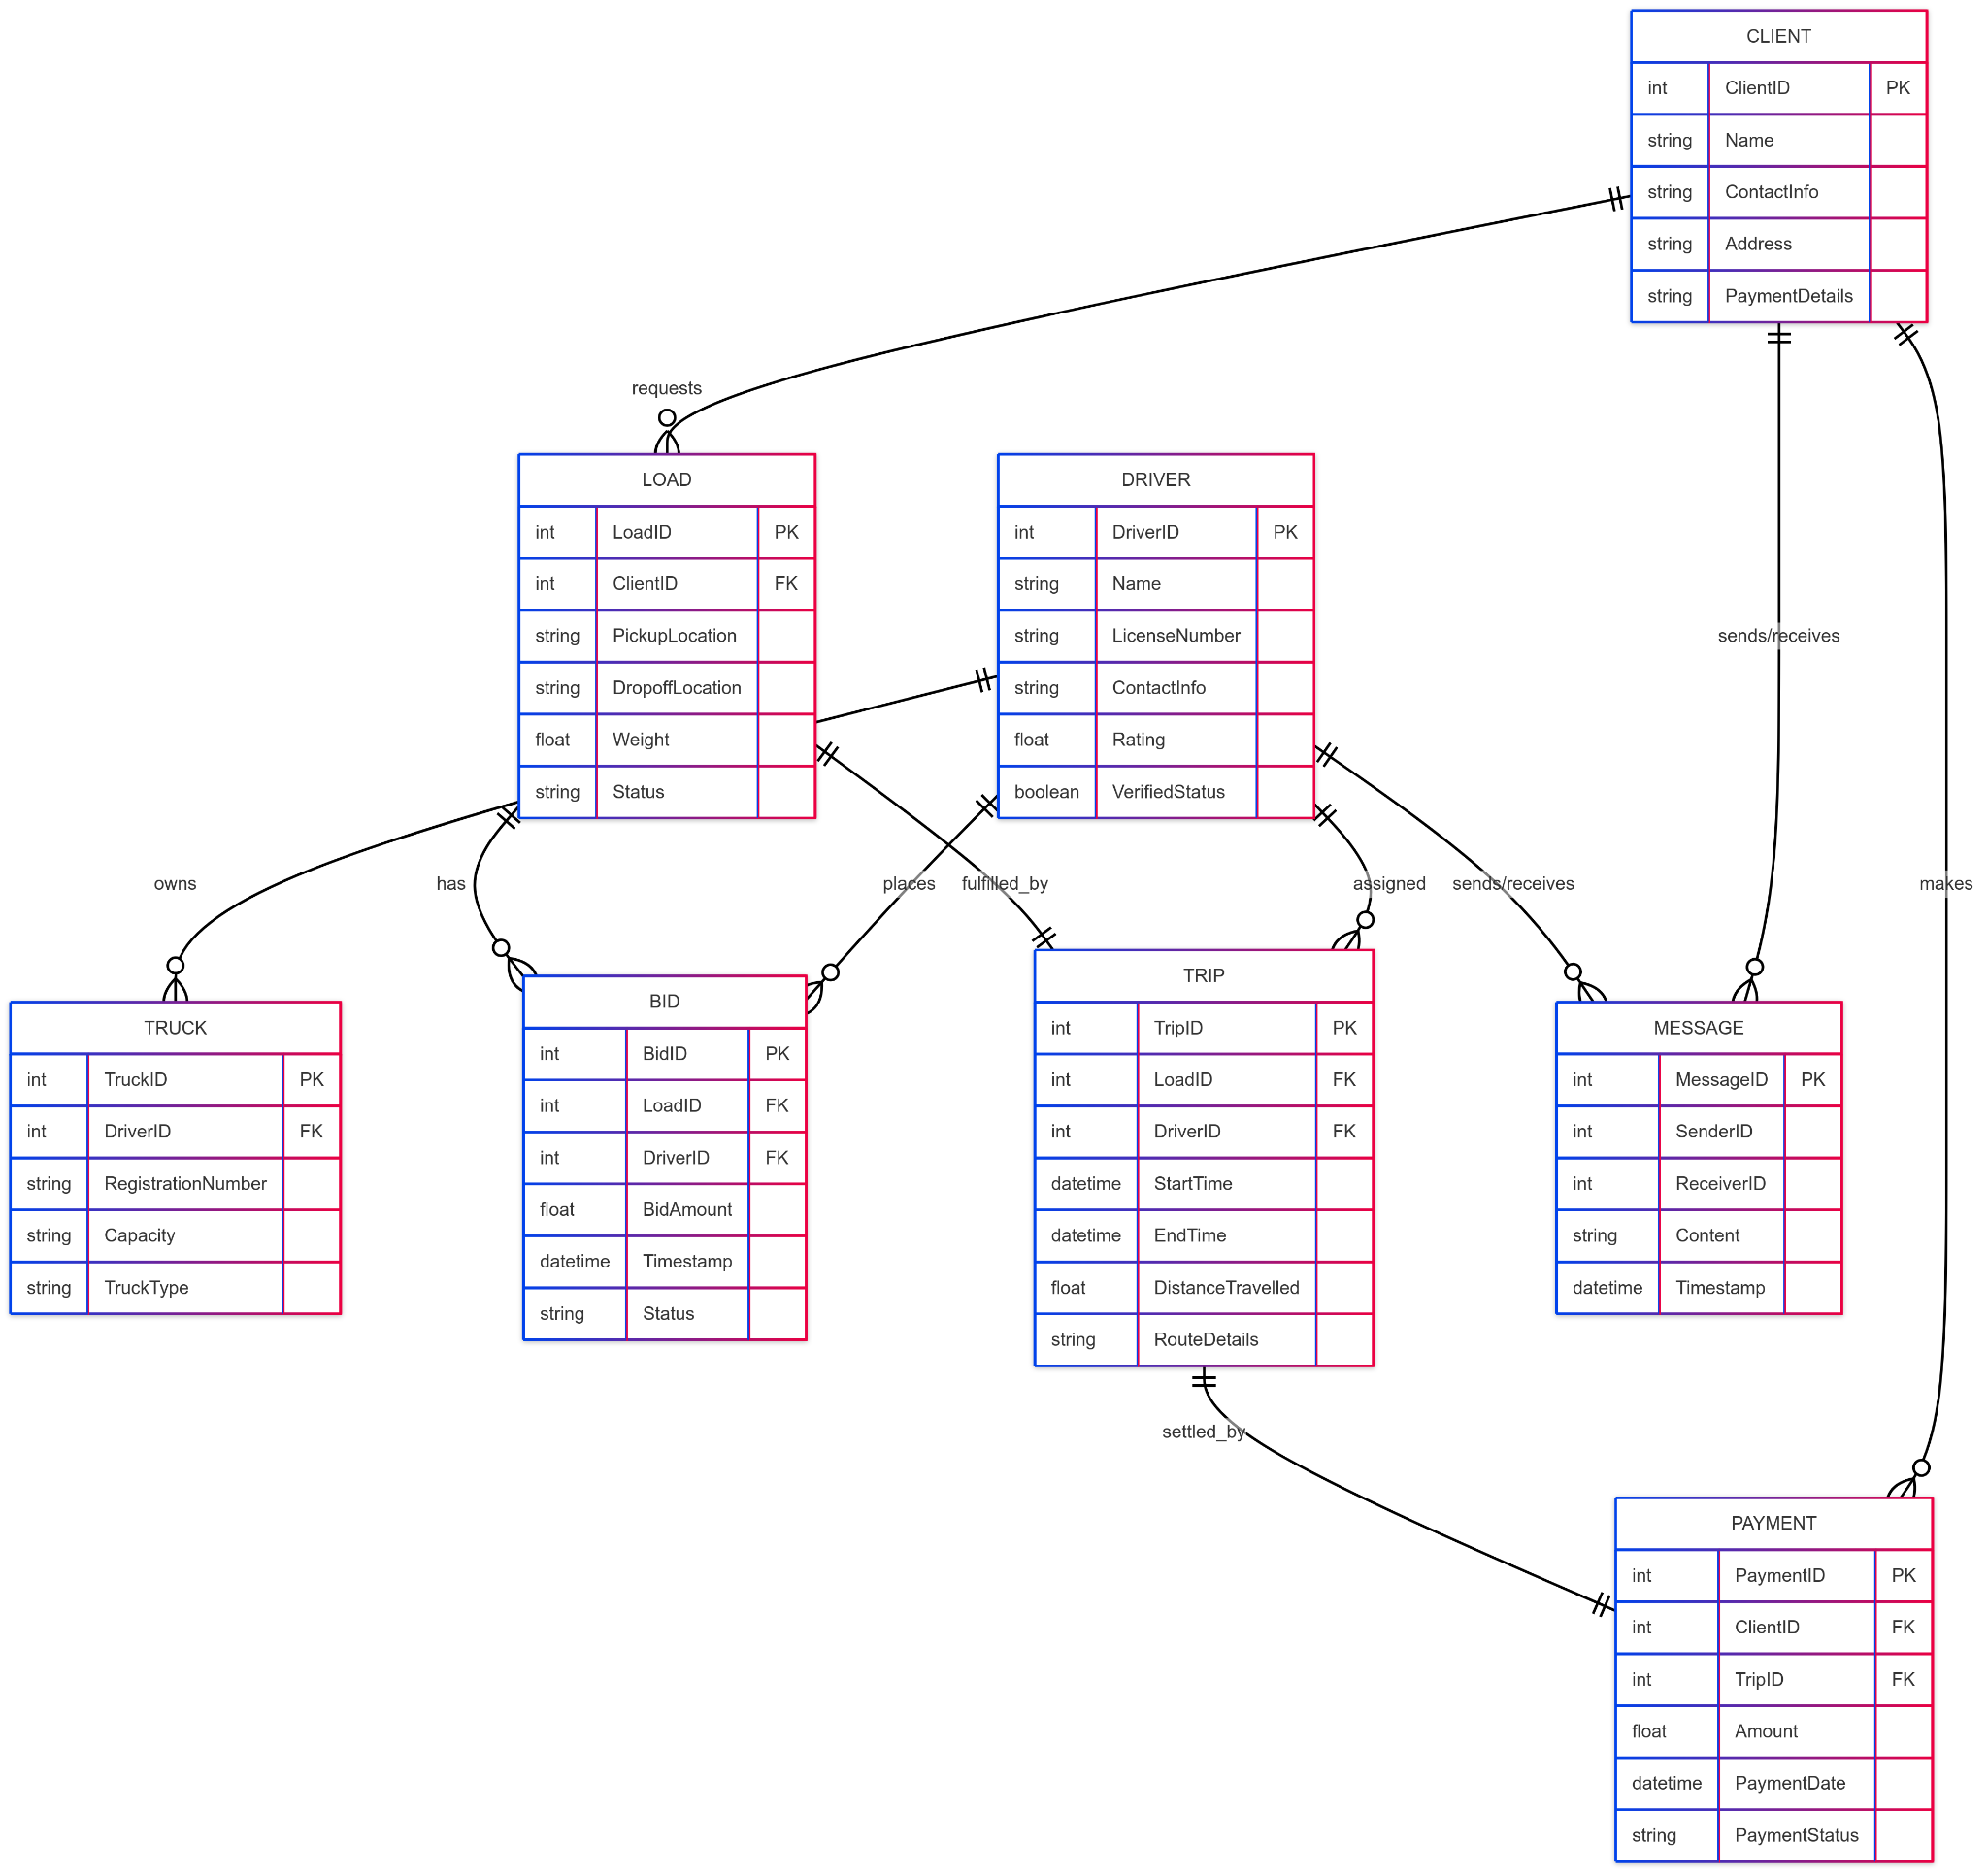 CLIENT
int ClientID PK
string Name
string ContactInfo
string Address
string PaymentDetails
requests
LOAD
int LoadID PK
int ClientID FK
string PickupLocation
string DropoffLocation
float Weight
string Status
DRIVER
int DriverID PK
string Name
string LicenseNumber
string ContactInfo
float Rating
boolean VerifiedStatus
sends/receives
owns
has
places
fulfilled_by
assigned
sends/receives
makes
TRUCK
int TruckID PK
int DriverID FK
string RegistrationNumber
string Capacity
string TruckType
BID
int BidID PK
int LoadID FK
int DriverID FK
float BidAmount
datetime Timestamp
string Status
TRIP
int TripID PK
int LoadID FK
int DriverID FK
datetime StartTime
datetime EndTime
float DistanceTravelled
string RouteDetails
MESSAGE
int MessageID PK
int SenderID
int ReceiverID
string Content
datetime Timestamp
settled_by
PAYMENT
int PaymentID PK
int ClientID FK
int TripID FK
float Amount
datetime PaymentDate
string PaymentStatus